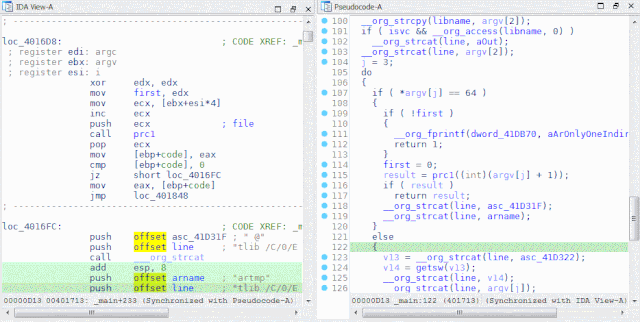 IDA View-A
; ---------------------------------------------------------------------------
loc_4016D8: ; CODE XREF: _m
; register edi: argc
; register ebx: argv
; register esi: i
xor edx, edx
mov first, edx
mov ecx, [ebx+esi*4]
inc ecx
push ecx ; file
call prc1
pop ecx
mov [ebp+code], eax
cmp [ebp+code], 0
jz short loc_4016FC
mov eax, [ebp+code]
jmp loc_401848
; ---------------------------------------------------------------------------
loc_4016FC: ; CODE XREF: _m
push offset asc_41D31F ; " @"
push offset line ; "tlib /C/0/E
call __org_strcat
add esp, 8
push offset arname ; "artmp"
push offset line ; "tlib /C/0/E
00000D13 00401713: _main+233 (Synchronized with Pseudocode-A)
Pseudocode-A
100 __org_strcpy(libname, argv[2]);
101 if ( isvc && __org_access(libname, 0) )
102 __org_strcat(line, aOut);
103 __org_strcat(line, argv[2]);
104 j = 3;
105 do
106 {
107 if ( *argv[j] == 64 )
108 {
109 if ( !first )
110 {
111 __org_fprintf(dword_41DB70, aArOnlyOneIndir
112 return 1;
113 }
114 first = 0;
115 result = prc1((int)(argv[j] + 1));
116 if ( result )
117 return result;
118 __org_strcat(line, asc_41D31F);
119 __org_strcat(line, arname);
120 }
121 else
122 {
123 v13 = __org_strcat(line, asc_41D322);
124 v14 = getsw(v13);
125 __org_strcat(line, v14);
126 __org_strcat(line, argv[j]);
00000D13 _main:122 (401713) (Synchronized with IDA View-A)